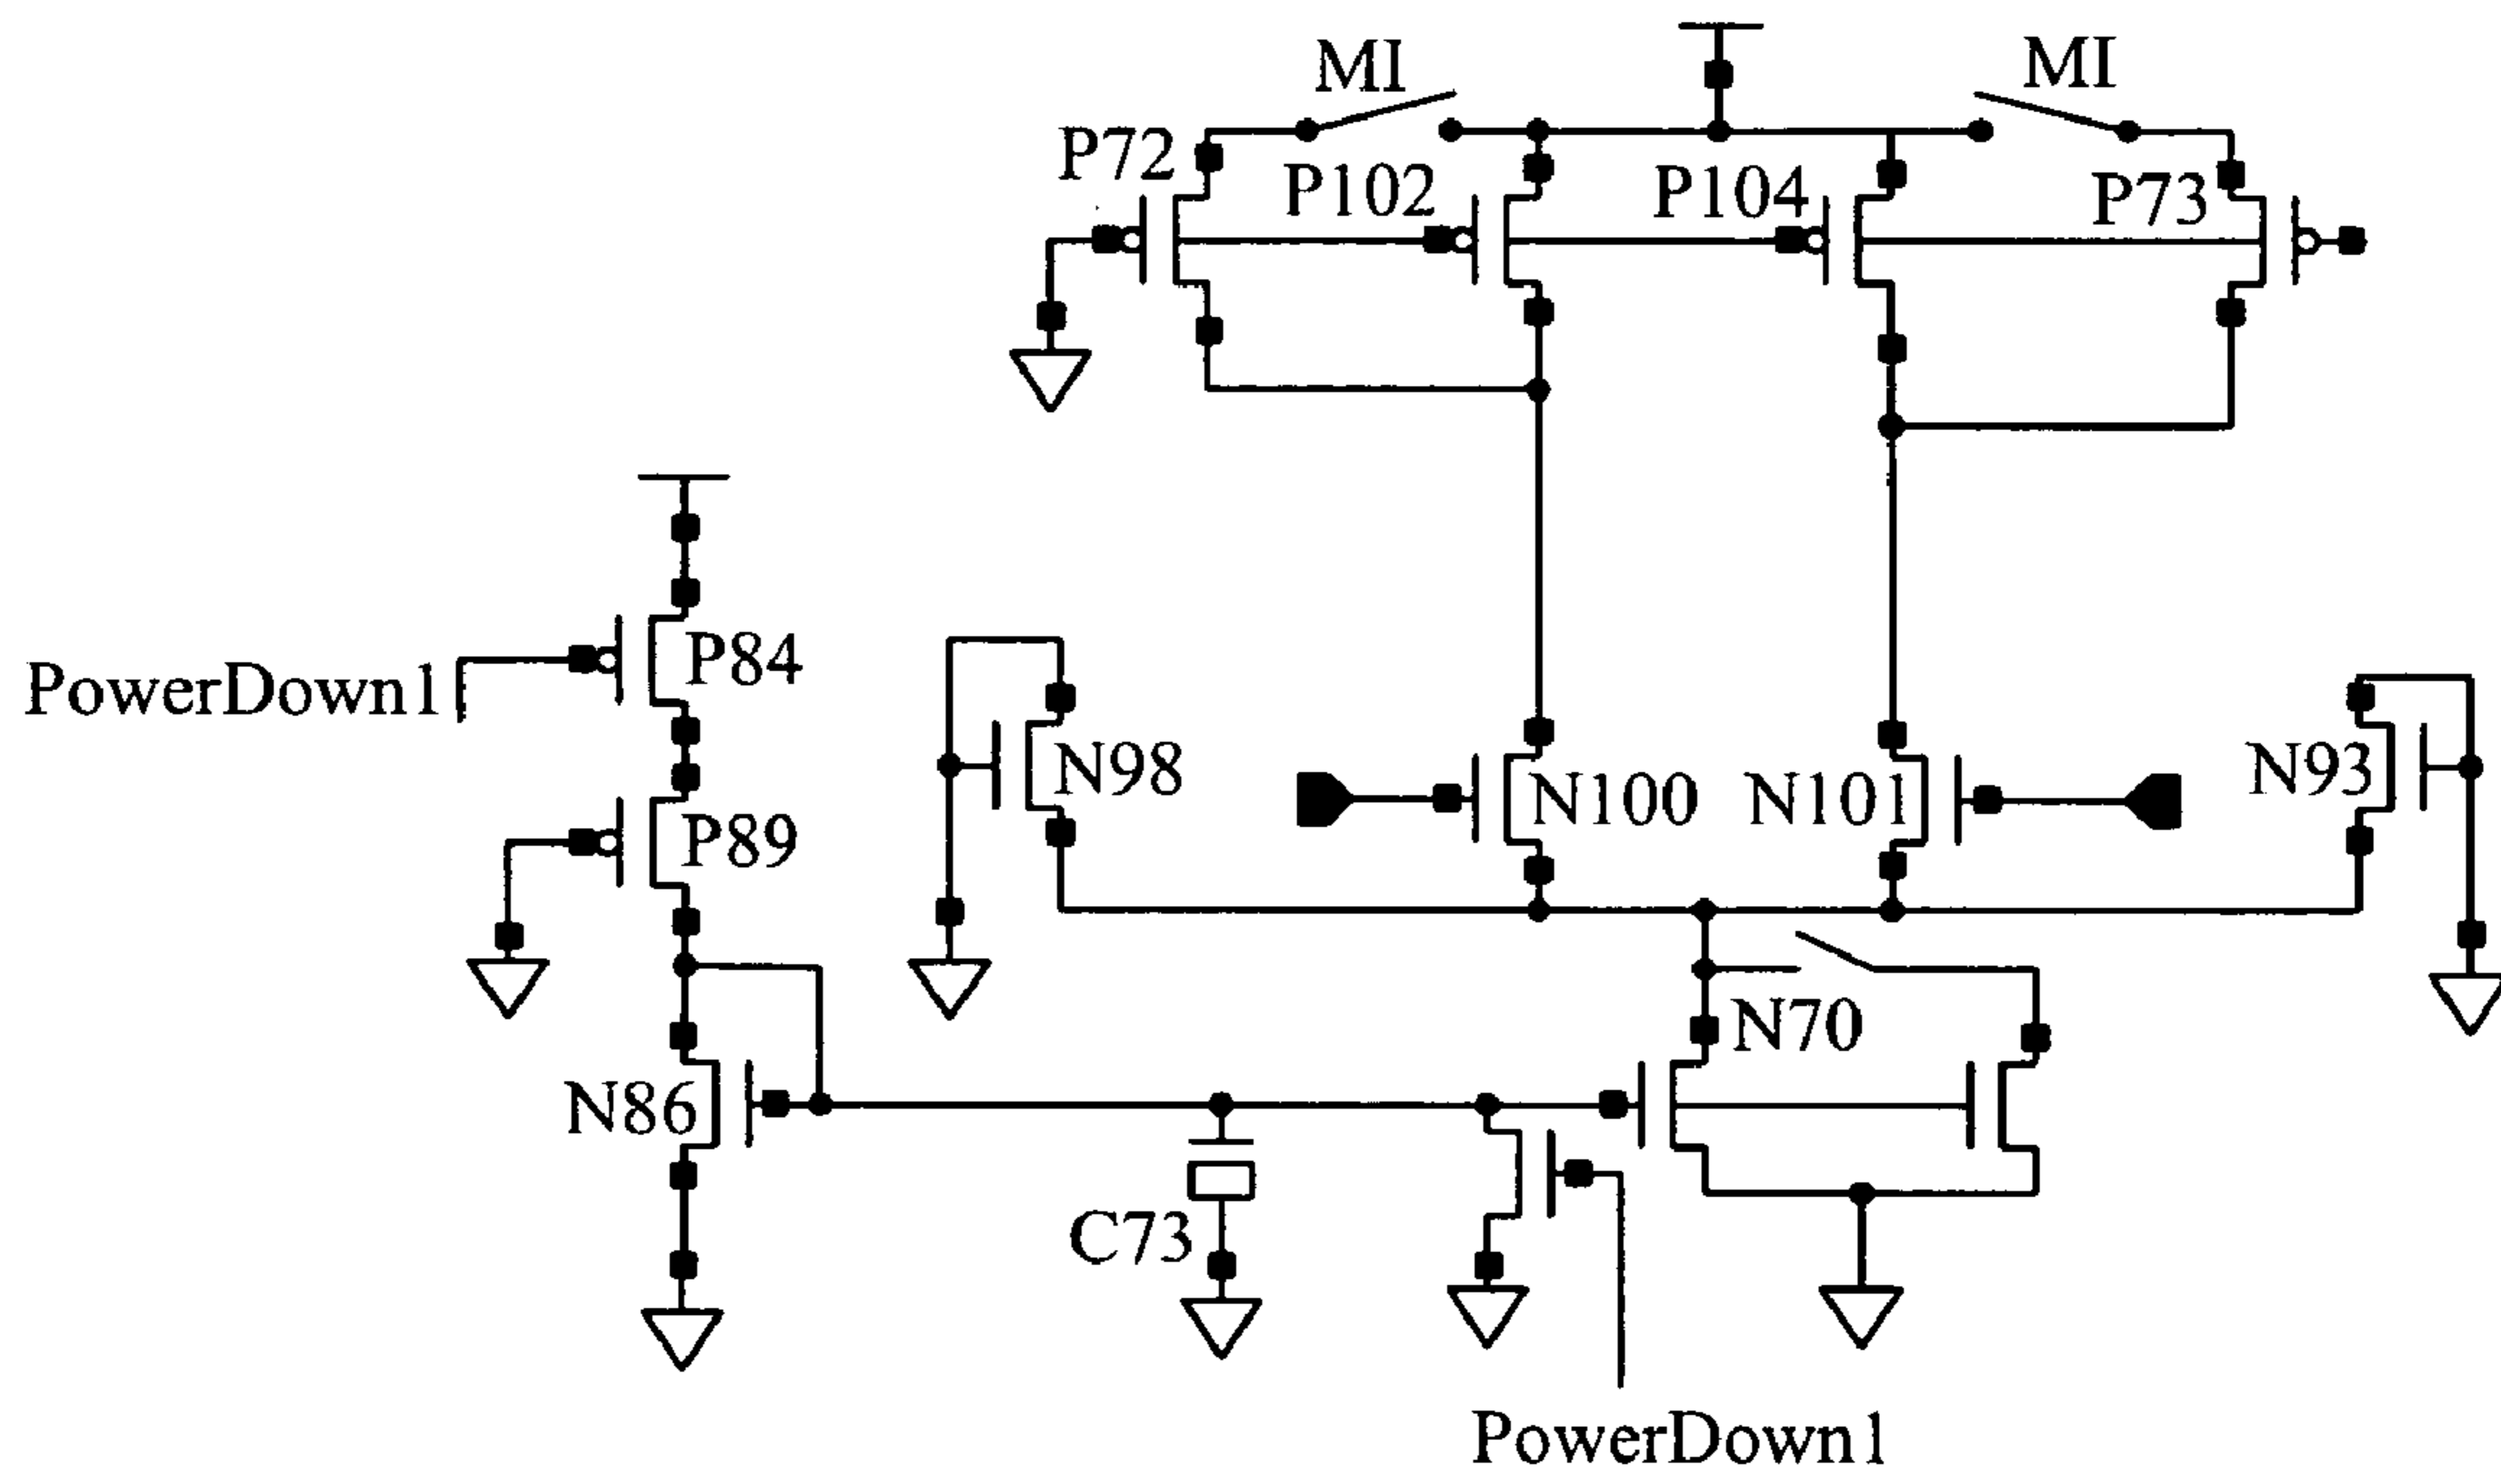 MI
MI
P72
P102
P104
P73
P84
PowerDown1
N98
N100
N101
N93
P89
N70
N86
C73
PowerDown1